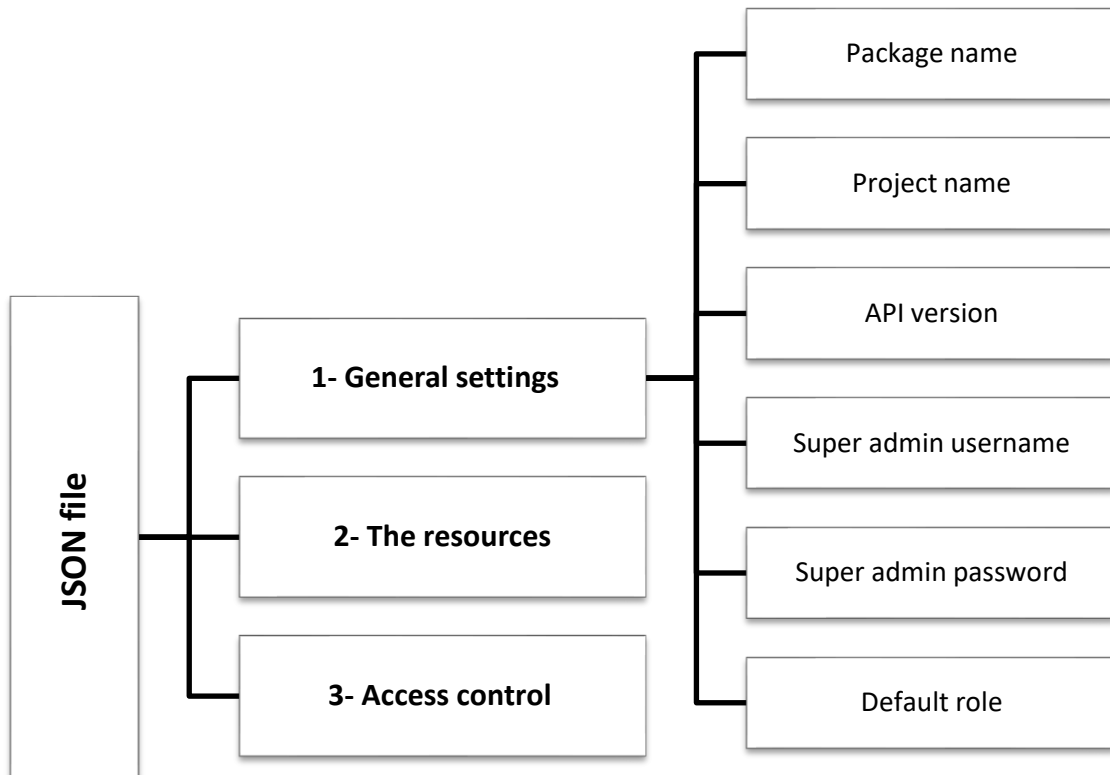 JSON file
1- General settings
2- The resources
3- Access control
Package name
Project name
API version
Super admin username
Super admin password
Default role